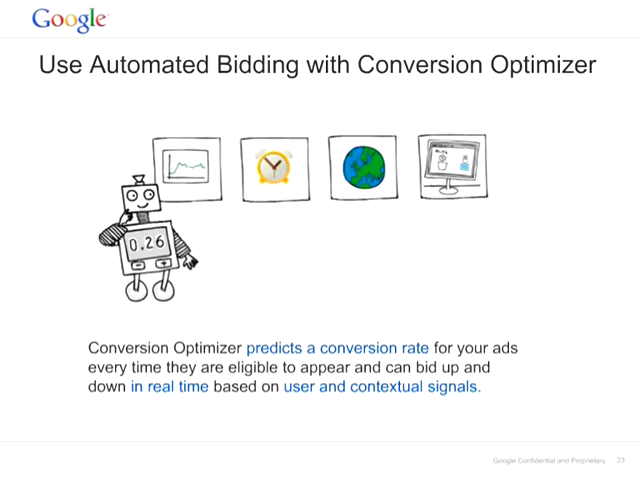 Google
Use Automated Bidding with Conversion Optimizer
0.26
Conversion Optimizer predicts a conversion rate for your ads
every time they are eligible to appear and can bid up and
down in real time based on user and contextual signals.
Google Confidential and Proprietary 23